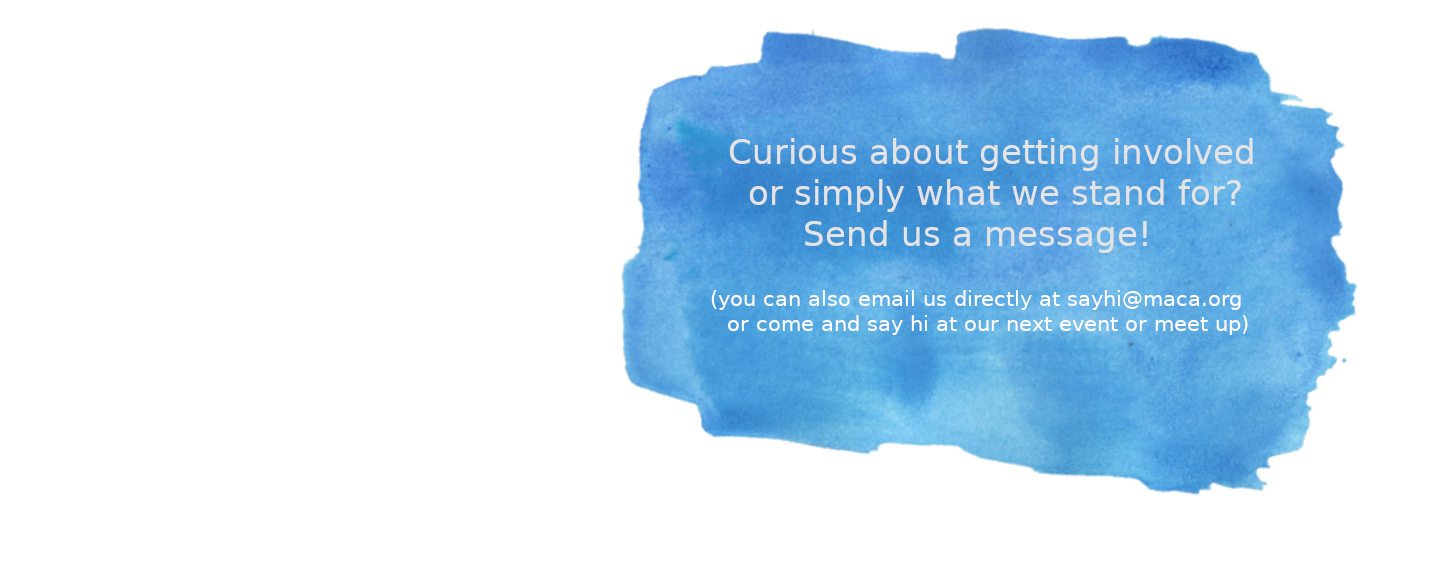 Curious about getting involved
or simply what we stand for?
Send us a message!
(you can also email us directly at sayhi@maca.org
or come and say hi at our next event or meet up)